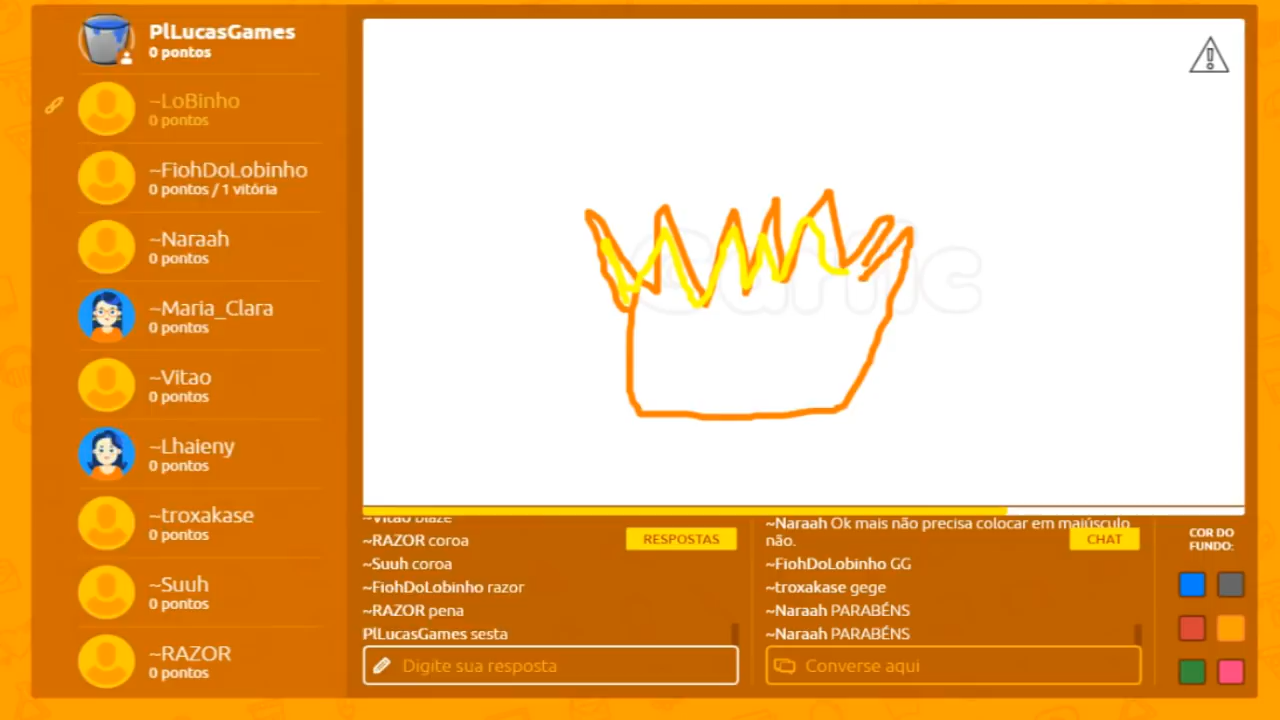 PlLucasGames
0 pontos
~LoBinho
0 pontos
~FiohDoLobinho
0 pontos / 1 vitória
~Naraah
0 pontos
~Maria_Clara
0 pontos
~Vitao
0 pontos
~Lhaieny
0 pontos
~troxakase
0 pontos
~Suuh
0 pontos
~RAZOR
0 pontos
Gartic
~Vitao blaze
~RAZOR coroa
~Suuh coroa
~FiohDoLobinho razor
~RAZOR pena
PlLucasGames sesta
RESPOSTAS
Digite sua resposta
~Naraah Ok mais não precisa colocar em maiúsculo
não.
~FiohDoLobinho GG
~troxakase gege
~Naraah PARABÉNS
~Naraah PARABÉNS
CHAT
Converse aqui
COR DO
FUNDO: